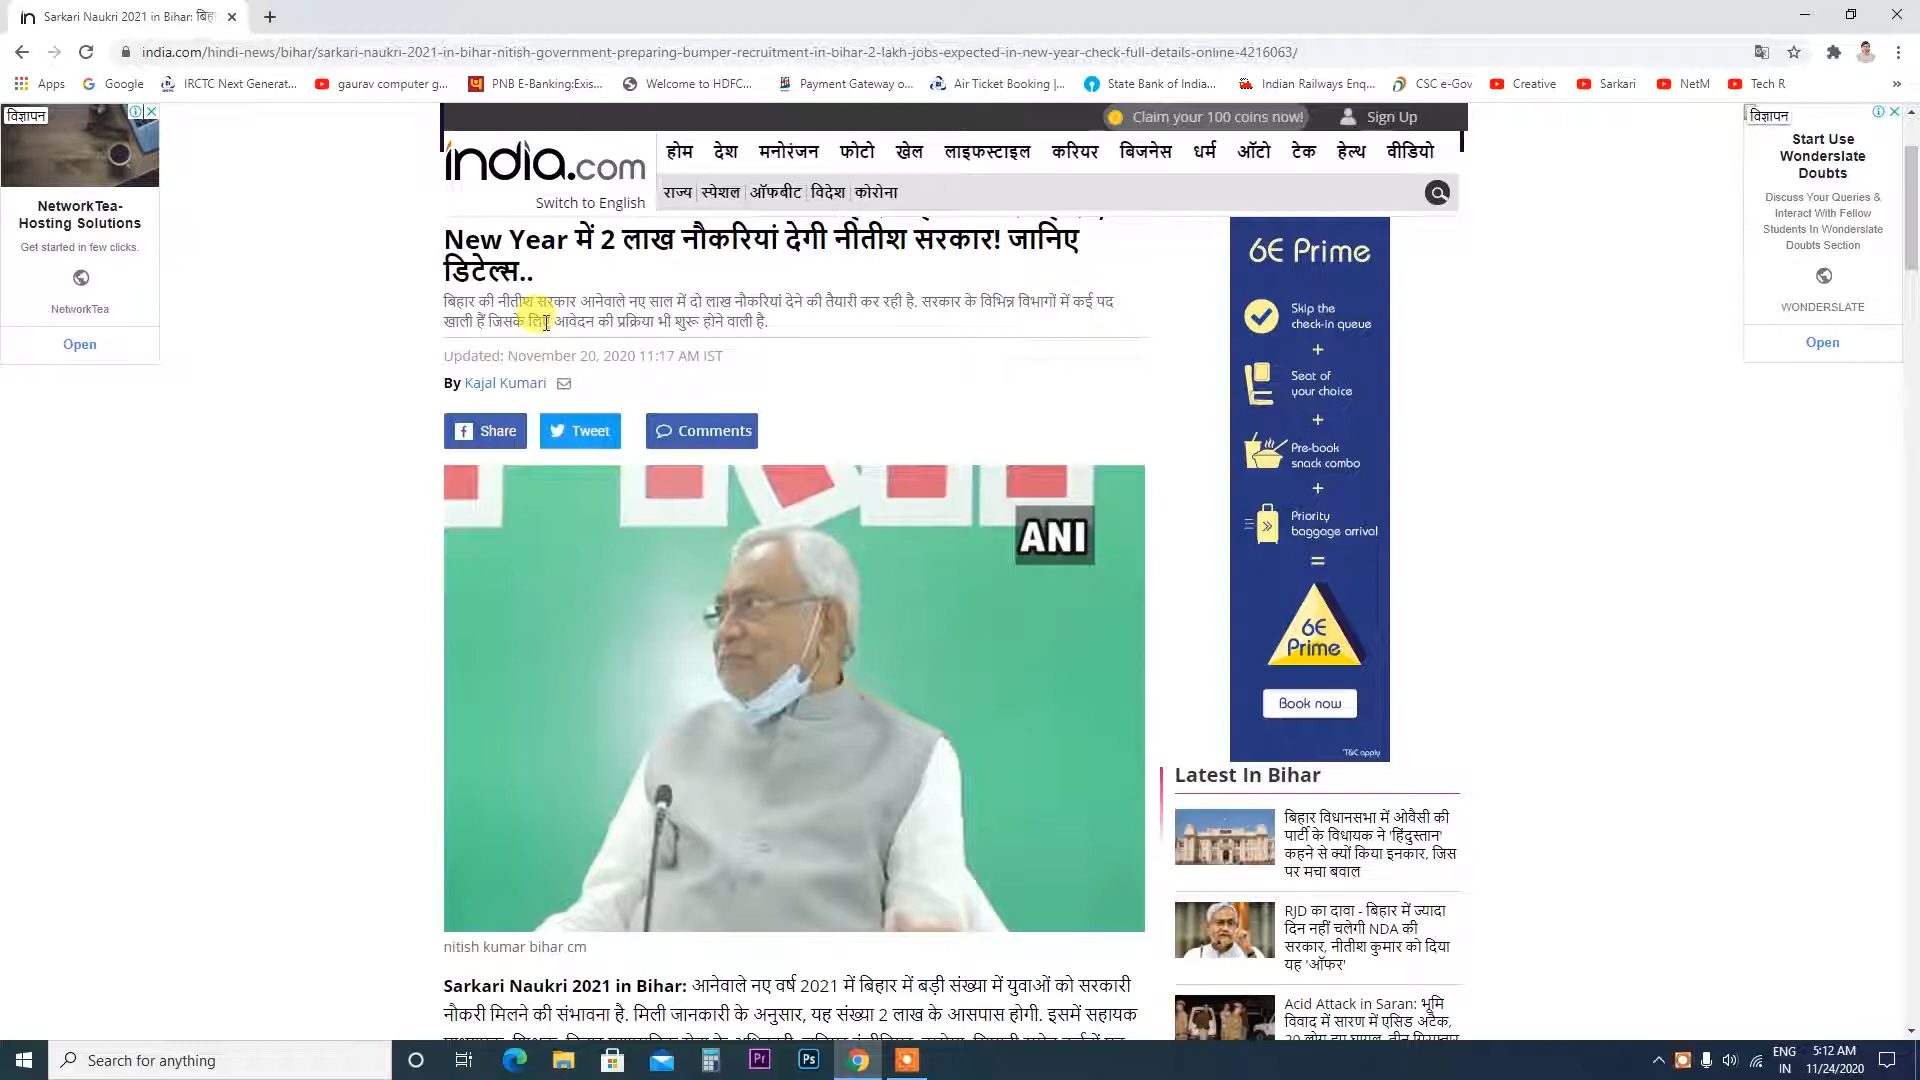 Sarkari Naukri 2021 in Bihar: बिह
india.com/hindi-news/bihar/sarkari-naukri-2021-in-bihar-nitish-government-preparing-bumper-recruitment-in-bihar-2-lakh-jobs-expected-in-new-year-check-full-details-online-4216063/
Apps Google IRCTC Next Generat... gaurav computer g... PNB E-Banking:Exis... Welcome to HDFC... Payment Gateway o... Air Ticket Booking |... State Bank of India... Indian Railways Enq... CSC e-Gov Creative Sarkari NetM Tech R »
विज्ञापन
NetworkTea-
Hosting Solutions
Get started in few clicks.
NetworkTea
Open
Claim your 100 coins now! Sign Up
india.com
Switch to English
होम देश मनोरंजन फोटो खेल लाइफस्टाइल करियर बिजनेस धर्म ऑटो टेक हेल्थ वीडियो
राज्य स्पेशल ऑफबीट विदेश कोरोना
New Year में 2 लाख नौकरियां देगी नीतीश सरकार! जानिए
डिटेल्स..
बिहार की नीतीश सरकार आनेवाले नए साल में दो लाख नौकरियां देने की तैयारी कर रही है. सरकार के विभिन्न विभागों में कई पद
खाली हैं जिसके लिए आवेदन की प्रक्रिया भी शुरू होने वाली है.
Updated: November 20, 2020 11:17 AM IST
By Kajal Kumari
Share Tweet Comments
ANI
nitish kumar bihar cm
Sarkari Naukri 2021 in Bihar: आनेवाले नए वर्ष 2021 में बिहार में बड़ी संख्या में युवाओं को सरकारी
नौकरी मिलने की संभावना है. मिली जानकारी के अनुसार, यह संख्या 2 लाख के आसपास होगी. इसमें सहायक
6E Prime
Skip the
check-in queue
+
Seat of
your choice
+
Pre-book
snack combo
+
Priority
baggage arrival
=
6E
Prime
Book now
*T&C apply
Latest In Bihar
बिहार विधानसभा में ओवैसी की
पार्टी के विधायक ने 'हिंदुस्तान'
कहने से क्यों किया इनकार, जिस
पर मचा बवाल
RJD का दावा - बिहार में ज्यादा
दिन नहीं चलेगी NDA की
सरकार, नीतीश कुमार को दिया
यह 'ऑफर'
Acid Attack in Saran: भूमि
विवाद में सारण में एसिड अटैक,
विज्ञापन
Start Use
Wonderslate
Doubts
Discuss Your Queries &
Interact With Fellow
Students In Wonderslate
Doubts Section
WONDERSLATE
Open
Search for anything
Pr
Ps
ENG
IN
5:12 AM
11/24/2020